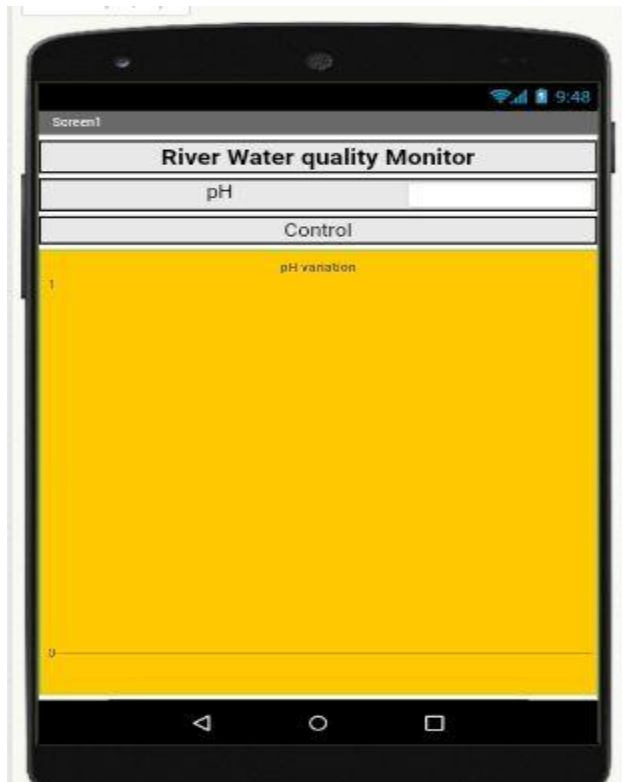 9:48
Screen1
River Water quality Monitor
pH
Control
pH variation
1
0